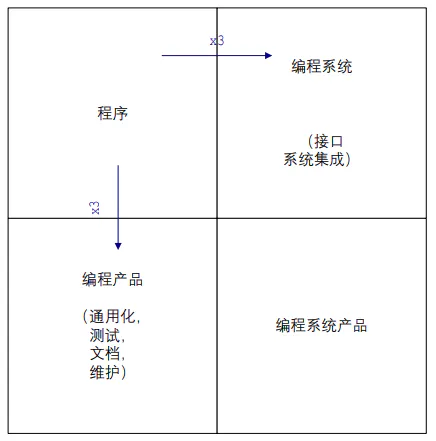 x3
编程系统
程序
（接口
系统集成）
x3
编程产品
（通用化，
测试，
文档，
维护）
编程系统产品